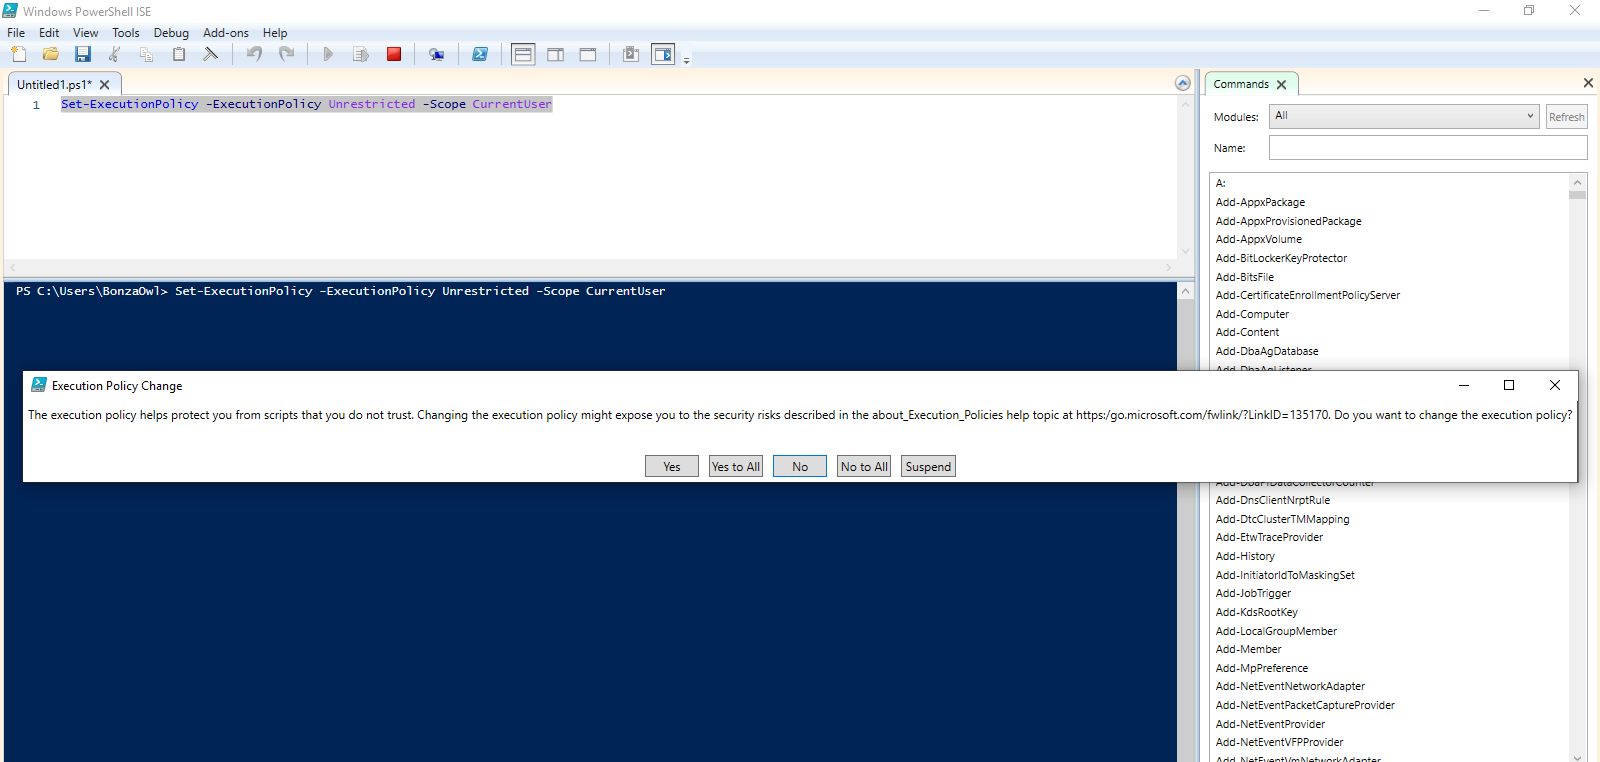 Windows PowerShell ISE
File Edit View Tools Debug Add-ons Help
Untitled1.ps1*
1 Set-ExecutionPolicy -ExecutionPolicy Unrestricted -Scope CurrentUser
PS C:\Users\BonzaOwl> Set-ExecutionPolicy -ExecutionPolicy Unrestricted -Scope CurrentUser
Execution Policy Change
The execution policy helps protect you from scripts that you do not trust. Changing the execution policy might expose you to the security risks described in the about_Execution_Policies help topic at https:/go.microsoft.com/fwlink/?LinkID=135170. Do you want to change the execution policy?
Yes Yes to All No No to All Suspend
Commands
Modules: All Refresh
Name:
A:
Add-AppxPackage
Add-AppxProvisionedPackage
Add-AppxVolume
Add-BitLockerKeyProtector
Add-BitsFile
Add-CertificateEnrollmentPolicyServer
Add-Computer
Add-Content
Add-DbaAgDatabase
Add-DbaAgListener
Add-DbaPfDataCollectorCounter
Add-DnsClientNrptRule
Add-DtcClusterTMMapping
Add-EtwTraceProvider
Add-History
Add-InitiatorIdToMaskingSet
Add-JobTrigger
Add-KdsRootKey
Add-LocalGroupMember
Add-Member
Add-MpPreference
Add-NetEventNetworkAdapter
Add-NetEventPacketCaptureProvider
Add-NetEventProvider
Add-NetEventVFPProvider
Add-NetEventVmNetworkAdapter